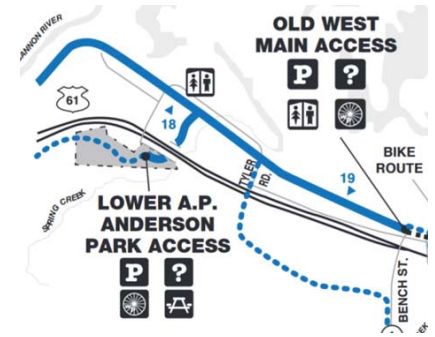 CANNON RIVER
OLD WEST
MAIN ACCESS
P ?
61
18
TYLER
RD.
19
BIKE
ROUTE
SPRING CREEK
LOWER A.P.
ANDERSON
PARK ACCESS
P ?
BENCH ST.